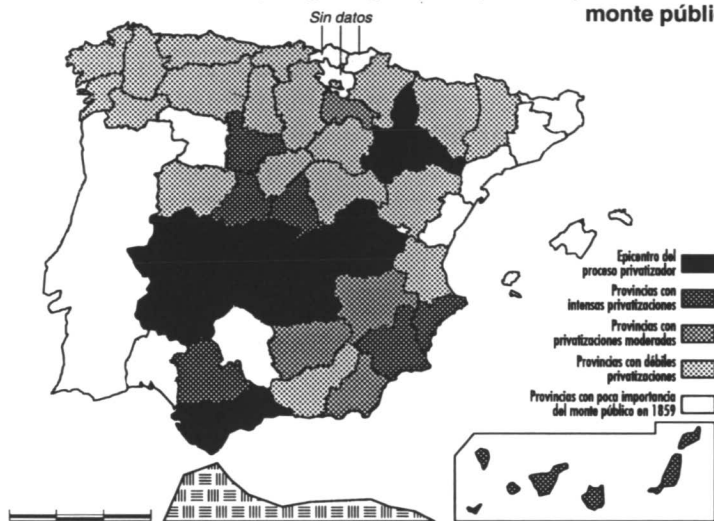 monte públi
Sin datos
Epicentro del
proceso privatizador
Provincias con
intensas privatizaciones
Provincias con
privatizaciones moderadas
Provincias con débiles
privatizaciones
Provincias con poca importancia
del monte público en 1859